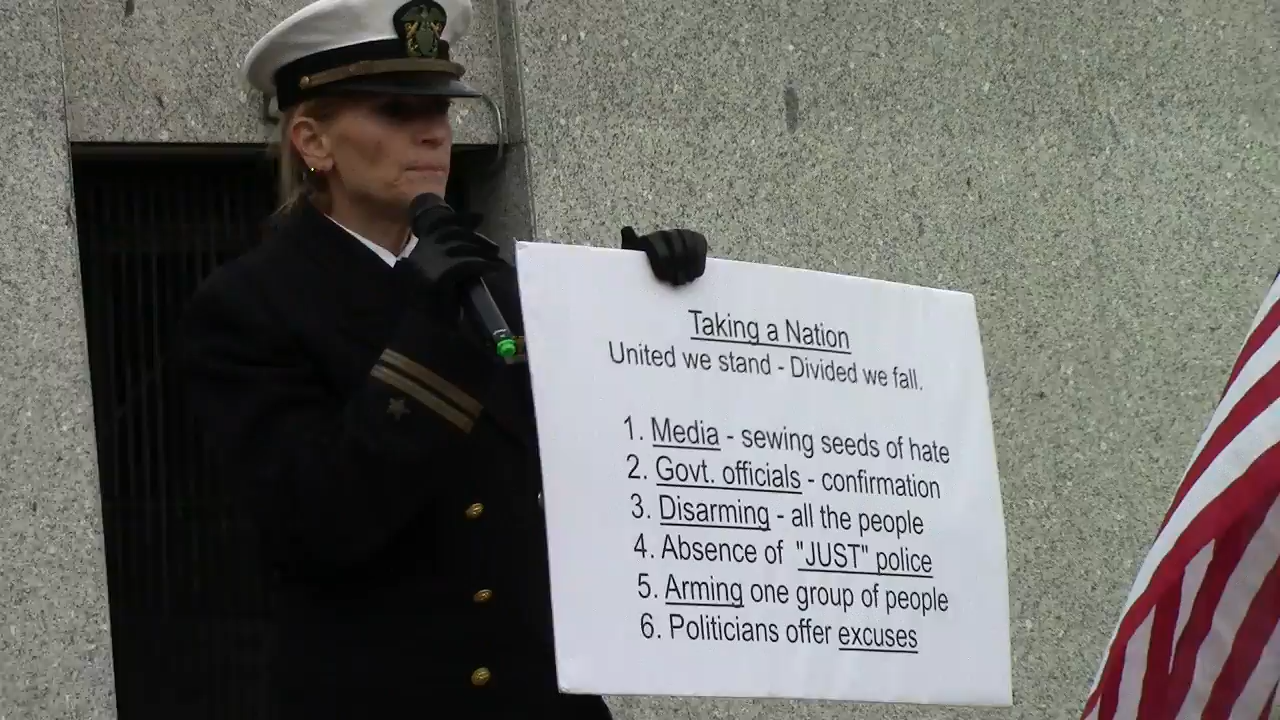 Taking a Nation
United we stand - Divided we fall.
1. Media - sewing seeds of hate
2. Govt. officials - confirmation
3. Disarming - all the people
4. Absence of "JUST" police
5. Arming one group of people
6. Politicians offer excuses